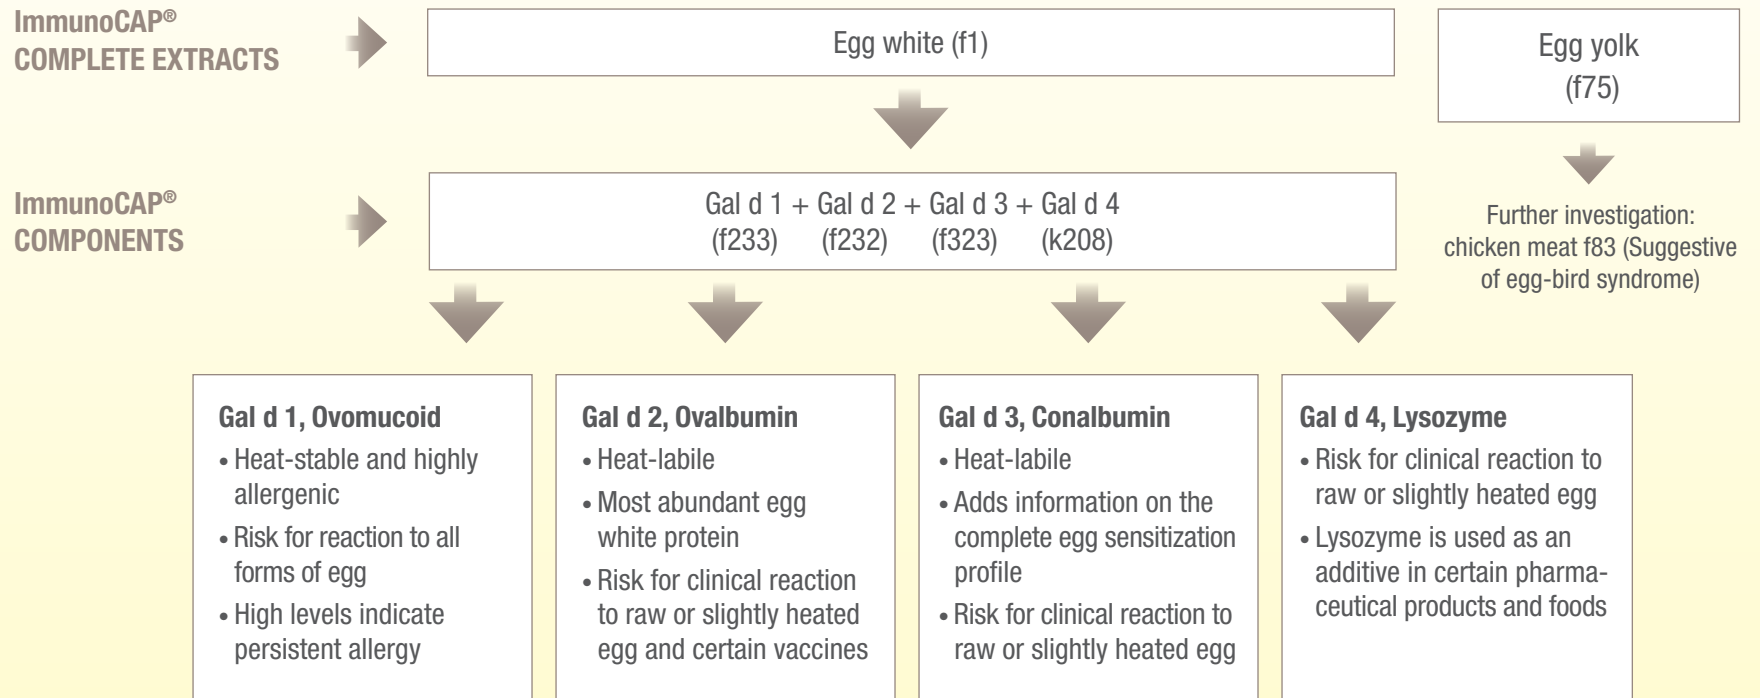 ImmunoCAP®
COMPLETE EXTRACTS
Egg white (f1)
Egg yolk
(f75)
ImmunoCAP®
COMPONENTS
Gal d 1 + Gal d 2 + Gal d 3 + Gal d 4
(f233) (f232) (f323) (k208)
Further investigation:
chicken meat f83 (Suggestive
of egg-bird syndrome)
Gal d 1, Ovomucoid
• Heat-stable and highly
allergenic
• Risk for reaction to all
forms of egg
• High levels indicate
persistent allergy
Gal d 2, Ovalbumin
• Heat-labile
• Most abundant egg
white protein
• Risk for clinical reaction
to raw or slightly heated
egg and certain vaccines
Gal d 3, Conalbumin
• Heat-labile
• Adds information on the
complete egg sensitization
profile
• Risk for clinical reaction to
raw or slightly heated egg
Gal d 4, Lysozyme
• Risk for clinical reaction to
raw or slightly heated egg
• Lysozyme is used as an
additive in certain pharma-
ceutical products and foods